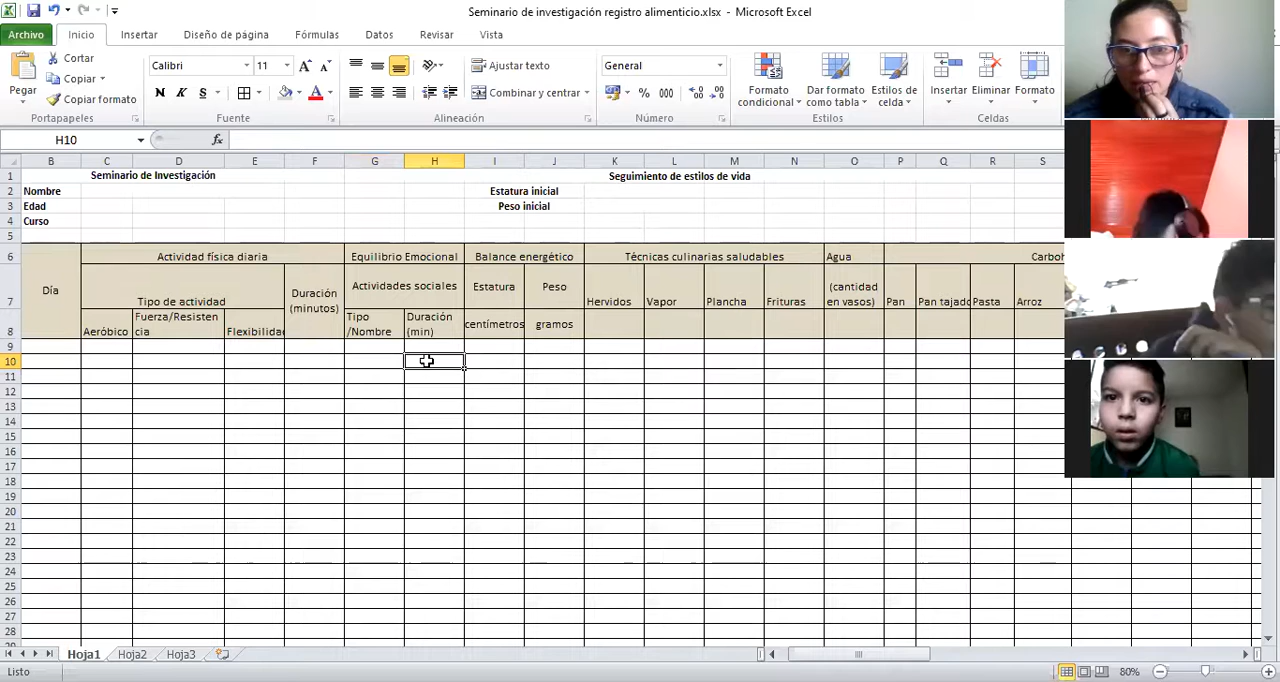 Seminario de investigación registro alimenticio.xlsx - Microsoft Excel
Archivo Inicio Insertar Diseño de página Fórmulas Datos Revisar Vista
Pegar
Cortar
Copiar
Copiar formato
Portapapeles
Calibri 11
N K S
Fuente
Ajustar texto
Combinar y centrar
Alineación
General
% 000
Número
Formato condicional
Dar formato como tabla
Estilos de celda
Estilos
Insertar Eliminar Formato
Celdas
H10 fx
B C D E F G H I J K L M N O P Q R S
1 Seminario de Investigación Seguimiento de estilos de vida
2 Nombre Estatura inicial
3 Edad Peso inicial
4 Curso
5
6 Actividad física diaria Equilibrio Emocional Balance energético Técnicas culinarias saludables Agua Carboh
Día
7 Tipo de actividad Duración (minutos) Actividades sociales Estatura Peso Hervidos Vapor Plancha Frituras (cantidad en vasos) Pan Pan tajado Pasta Arroz
8 Aeróbico Fuerza/Resisten cia Flexibilidad Tipo /Nombre Duración (min) centímetros gramos
9
10
11
12
13
14
15
16
17
18
19
20
21
22
23
24
25
26
27
28
Hoja1 Hoja2 Hoja3
Listo 80%